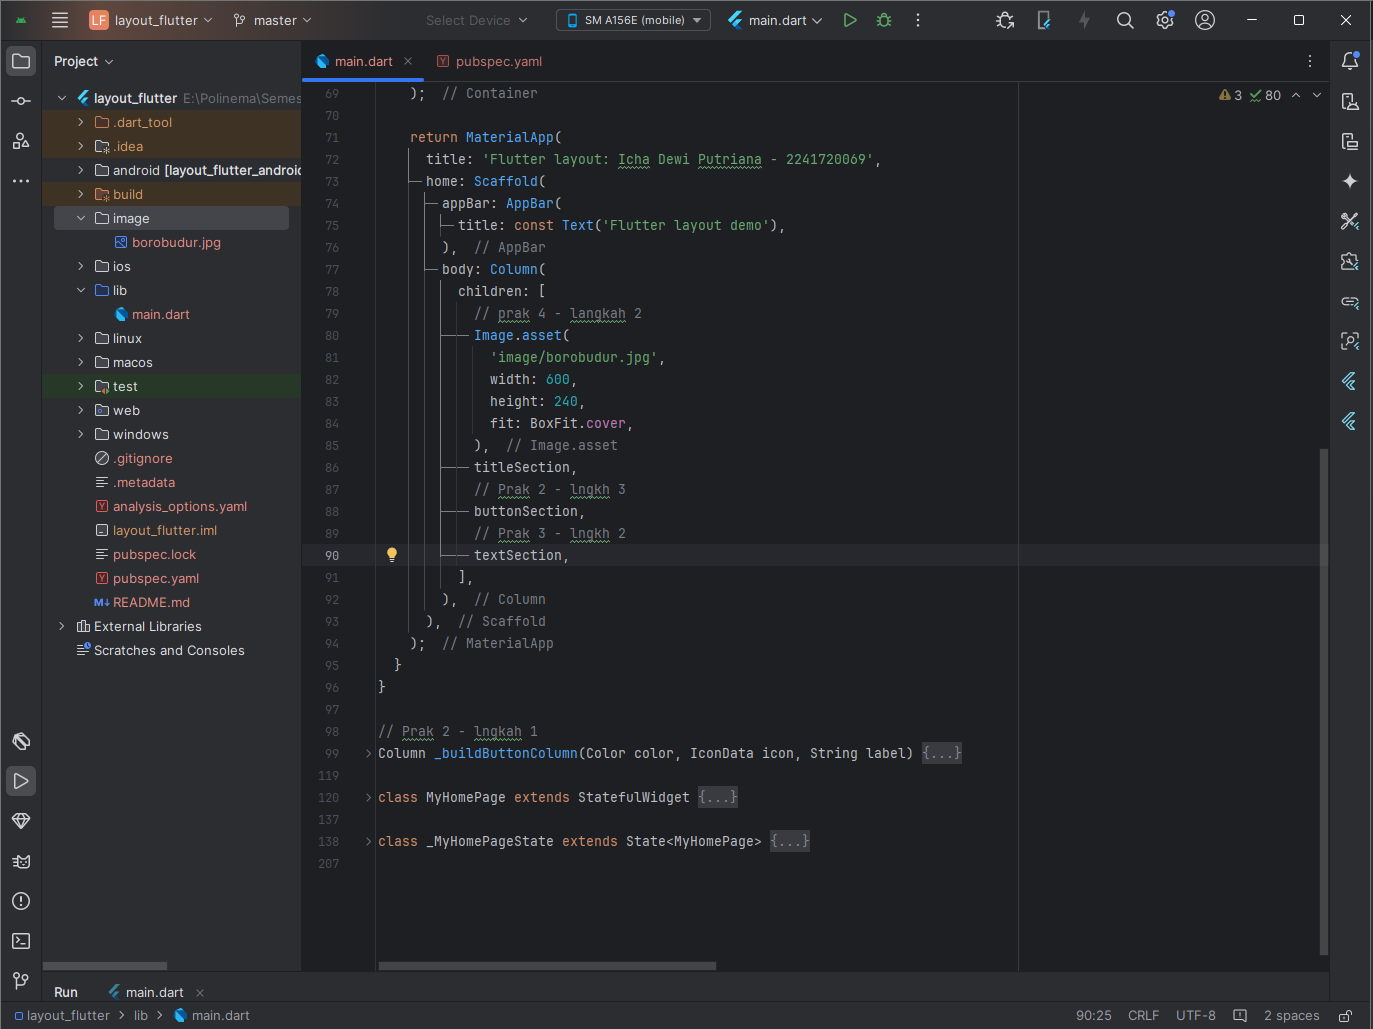 LF layout_flutter master Select Device SM A156E (mobile) main.dart
Project
main.dart
pubspec.yaml
3 80
layout_flutter E:\Polinema\Semes
.dart_tool
.idea
android [layout_flutter_androic
build
image
borobudur.jpg
ios
lib
main.dart
linux
macos
test
web
windows
.gitignore
.metadata
analysis_options.yaml
layout_flutter.iml
pubspec.lock
pubspec.yaml
M↓ README.md
External Libraries
Scratches and Consoles
69 ); // Container
70
71 return MaterialApp(
72 title: 'Flutter layout: Icha Dewi Putriana - 2241720069',
73 home: Scaffold(
74 appBar: AppBar(
75 title: const Text('Flutter layout demo'),
76 ), // AppBar
77 body: Column(
78 children: [
79 // prak 4 - langkah 2
80 Image.asset(
81 'image/borobudur.jpg',
82 width: 600,
83 height: 240,
84 fit: BoxFit.cover,
85 ), // Image.asset
86 titleSection,
87 // Prak 2 - lngkh 3
88 buttonSection,
89 // Prak 3 - lngkh 2
90 textSection,
91 ],
92 ), // Column
93 ), // Scaffold
94 ); // MaterialApp
95 }
96 }
97
98 // Prak 2 - lngkah 1
99 Column _buildButtonColumn(Color color, IconData icon, String label) {...}
119
120 class MyHomePage extends StatefulWidget {...}
137
138 class _MyHomePageState extends State<MyHomePage> {...}
207
Run main.dart
layout_flutter > lib > main.dart
90:25 CRLF UTF-8 2 spaces